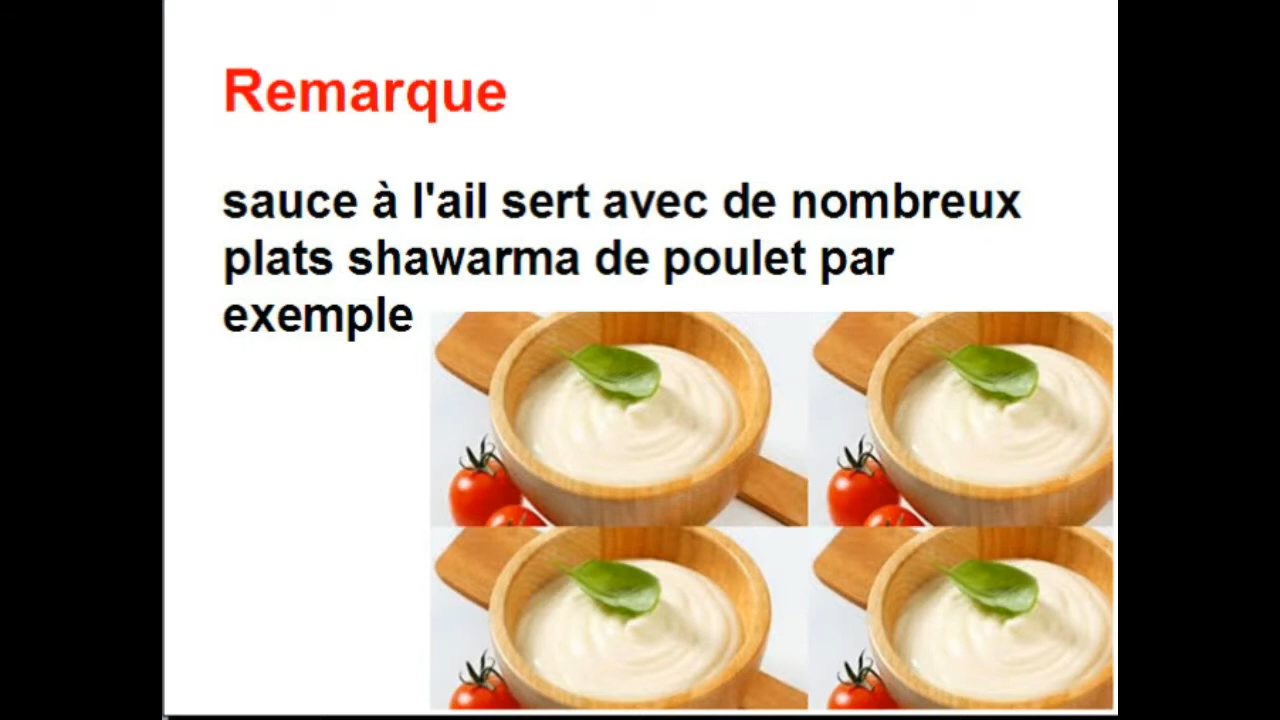 Remarque
sauce à l'ail sert avec de nombreux
plats shawarma de poulet par
exemple